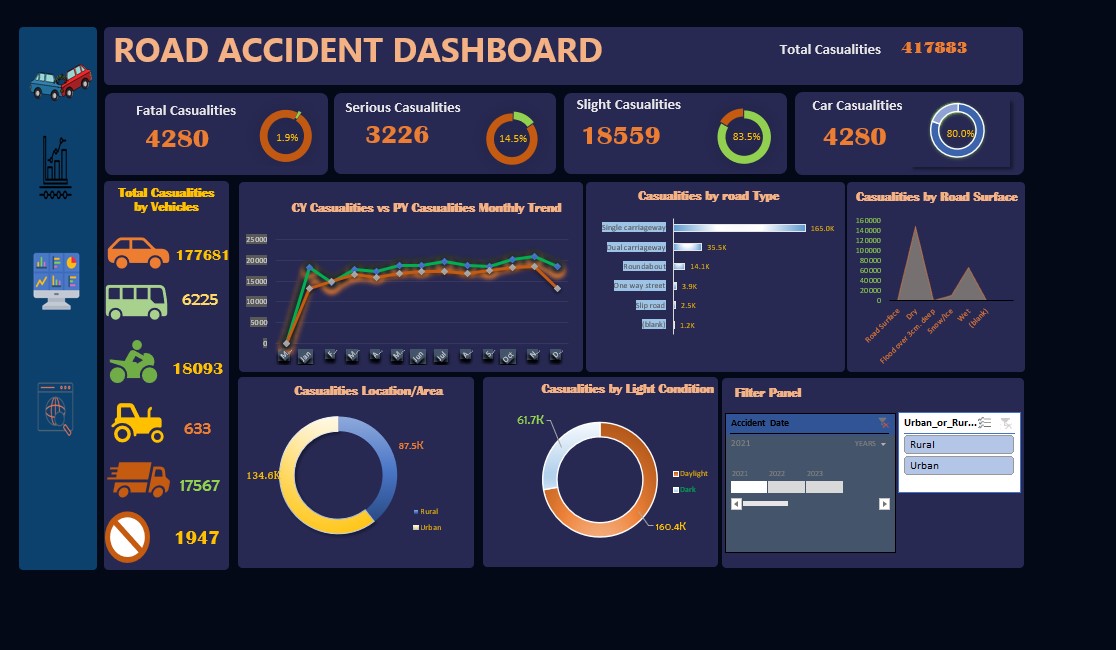 ROAD ACCIDENT DASHBOARD
Total Casualities 417883
Fatal Casualities
4280
1.9%
Serious Casualities
3226
14.5%
Slight Casualities
18559
83.5%
Car Casualities
4280
80.0%
Total Casualities
by Vehicles
177681
6225
18093
633
17567
1947
CY Casualities vs PY Casualities Monthly Trend
25000
20000
15000
10000
5000
0
M..
Jan
F..
M..
A..
M..
Jun
Jul
A..
S..
Oct
N..
D..
Casualities by road Type
Single carriageway 165.0K
Dual carriageway 35.5K
Roundabout 14.1K
One way street 3.9K
Slip road 2.5K
(blank) 1.2K
Casualities by Road Surface
160000
140000
120000
100000
80000
60000
40000
20000
0
Road Surface
Dry
Flood over 3cm. deep
Snow/Ice
Wet
(blank)
Casualities Location/Area
87.5K
134.6K
Rural
Urban
Casualities by Light Condition
61.7K
160.4K
Daylight
Dark
Filter Panel
Accident Date
2021 YEARS
2021 2022 2023
Urban_or_Rur...
Rural
Urban